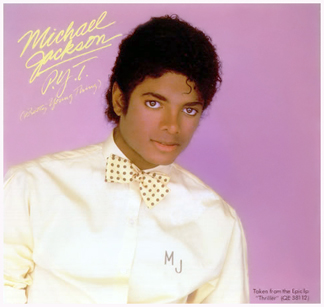 Michael
Jackson
P.Y.T.
(Pretty Young Thing)
MJ
Taken from the Epic Lp
"Thriller"